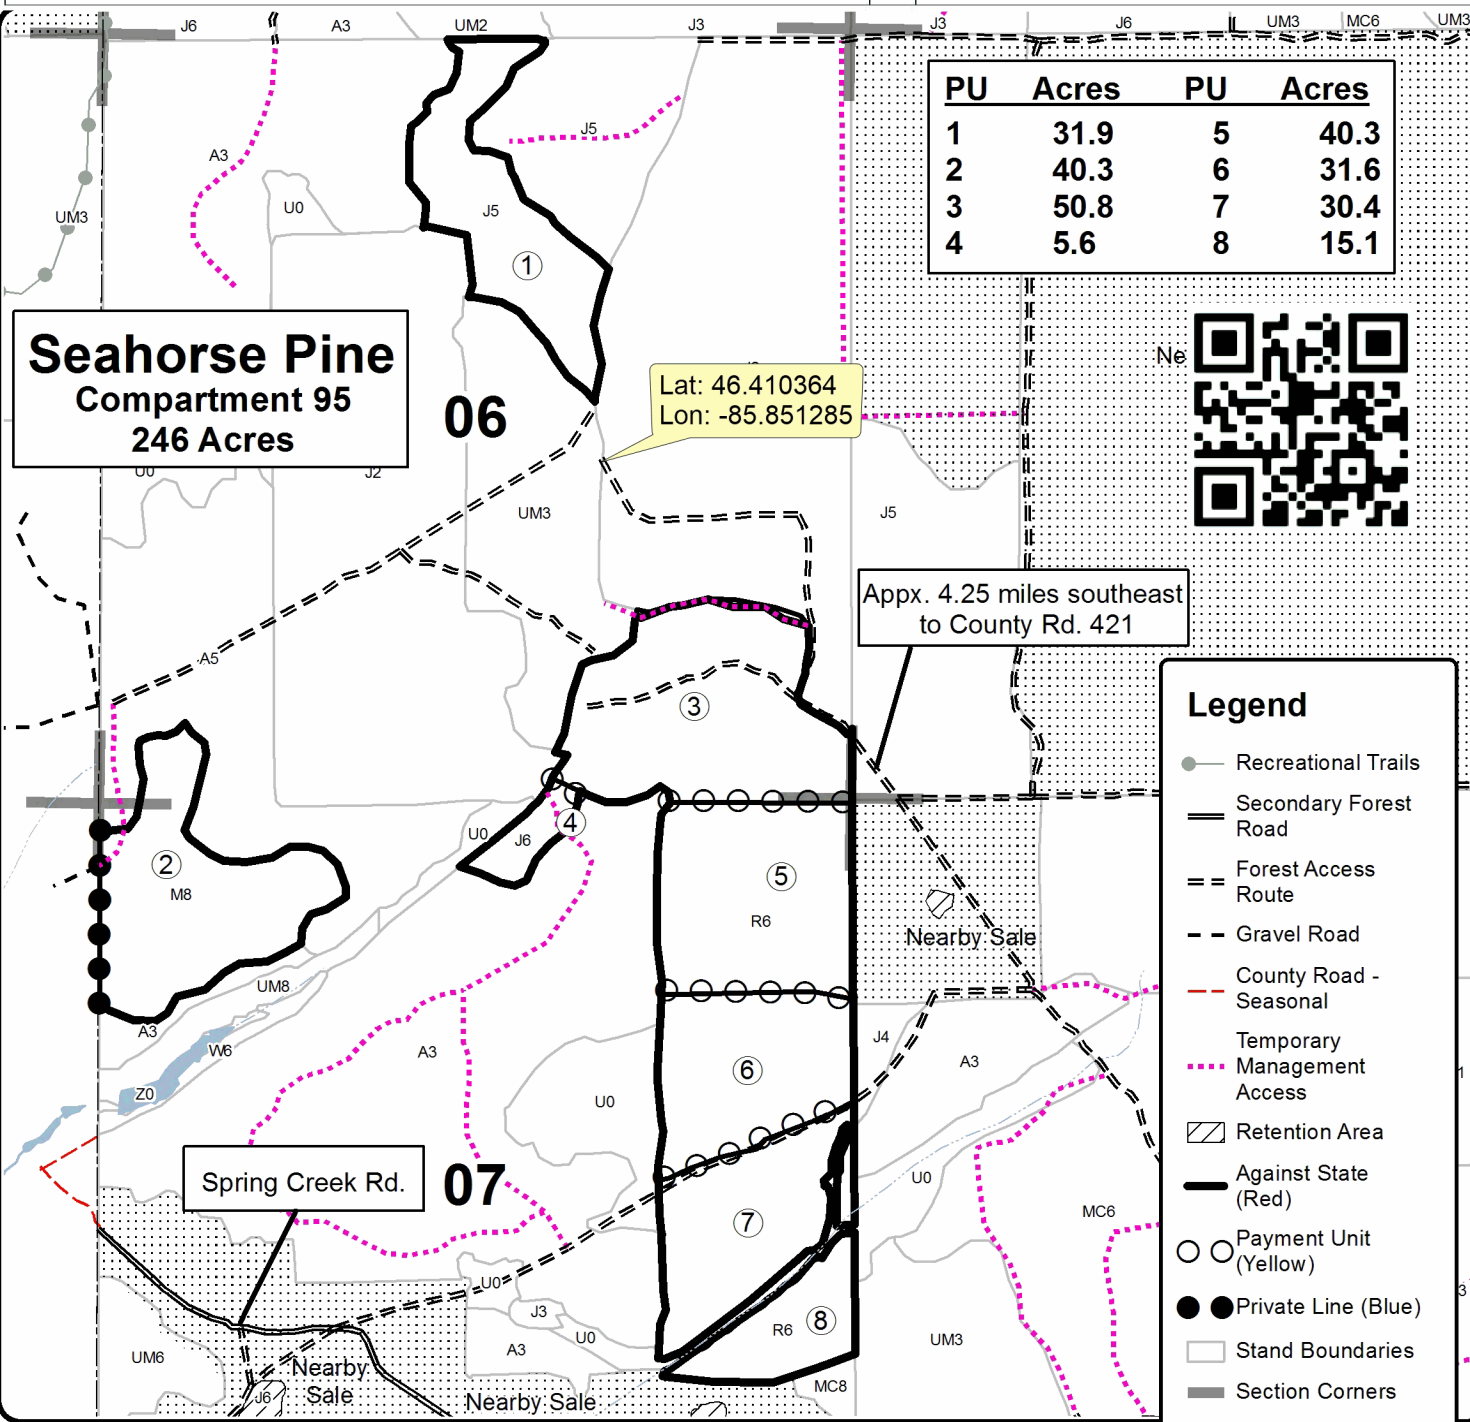 J6 A3 UM2 J3 J3 J6 UM3 MC6 UM3
PU Acres PU Acres
1 31.9 5 40.3
2 40.3 6 31.6
3 50.8 7 30.4
4 5.6 8 15.1
A3
J5
UM3
U0
J5
1
Seahorse Pine
Compartment 95
246 Acres
Ne
06
Lat: 46.410364
Lon: -85.851285
U0
J2
UM3
J5
Appx. 4.25 miles southeast
to County Rd. 421
A5
3
Legend
Recreational Trails
Secondary Forest
Road
Forest Access
Route
Gravel Road
County Road -
Seasonal
Temporary
Management
Access
Retention Area
Against State
(Red)
Payment Unit
(Yellow)
Private Line (Blue)
Stand Boundaries
Section Corners
4
U0
J6
2
M8
5
R6
Nearby Sale
UM8
A3
W6
Z0
A3
J4
A3
6
U0
Spring Creek Rd.
07
U0
MC6
7
U0
J3
U0
A3
R6
8
UM3
UM6
Nearby
Sale
J6
Nearby Sale
MC8
1
3